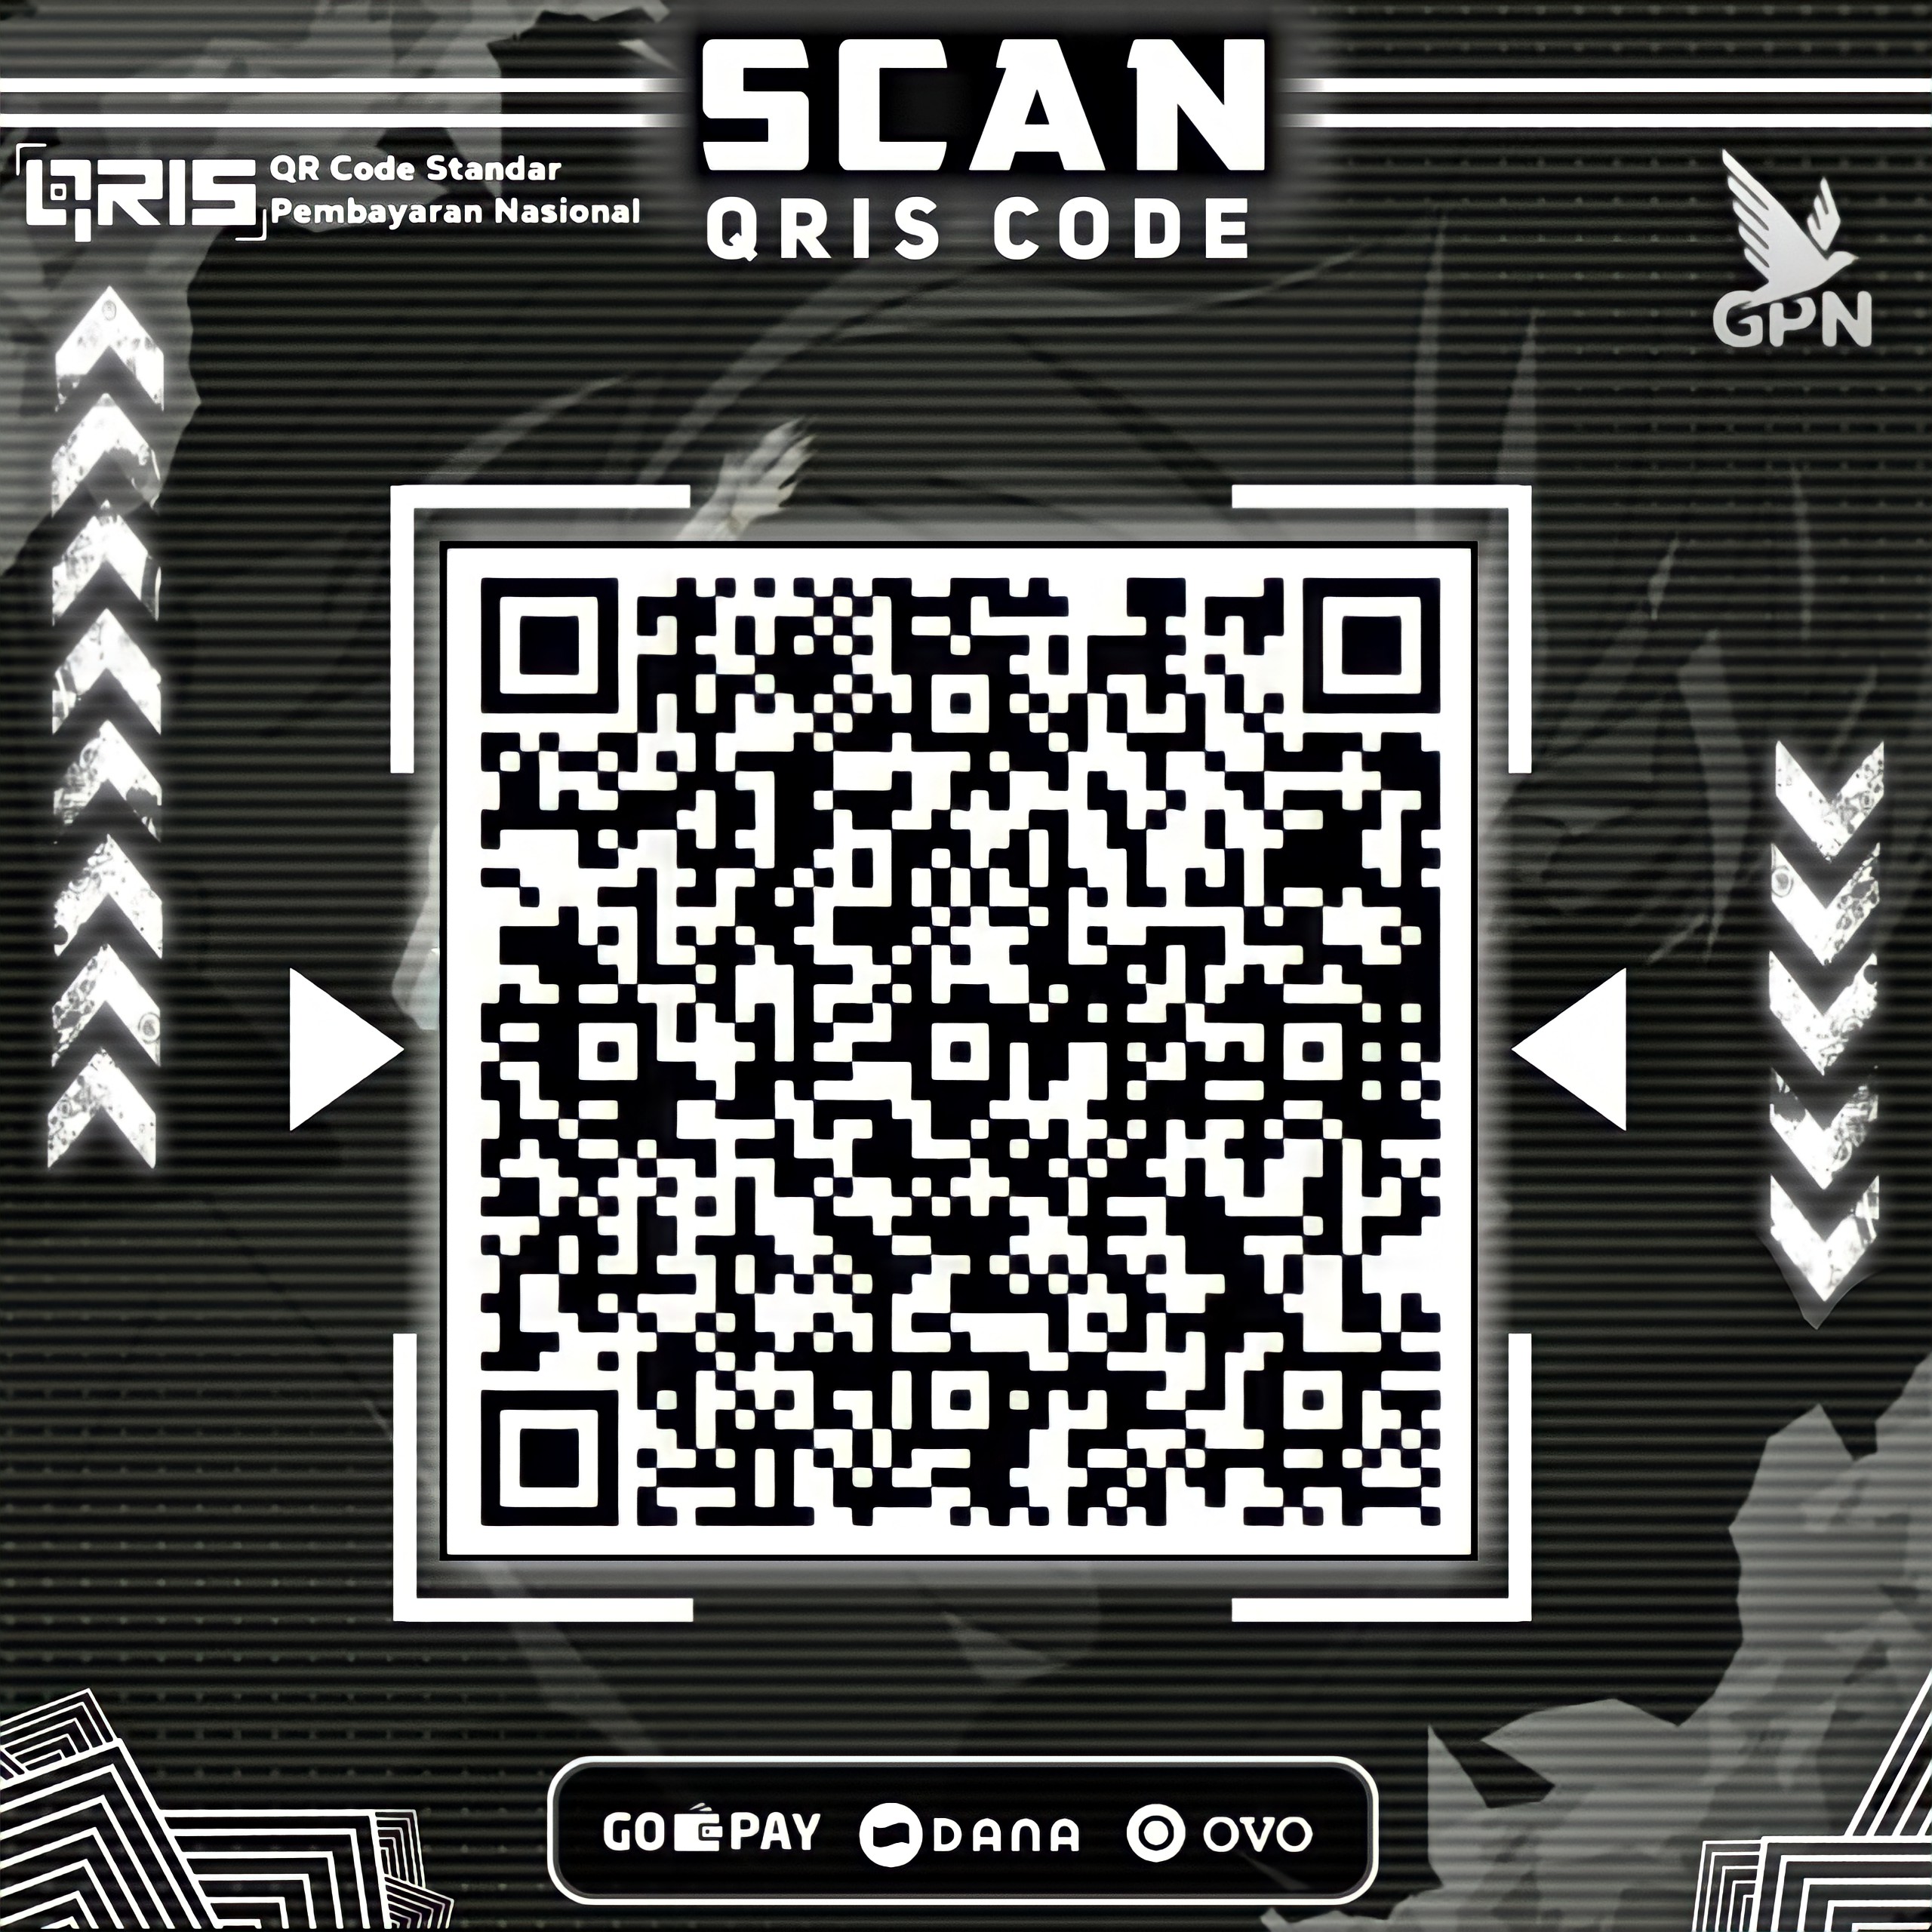 SCAN
QRIS CODE
QRIS QR Code Standar
Pembayaran Nasional
GPN
GOPAY DANA OVO